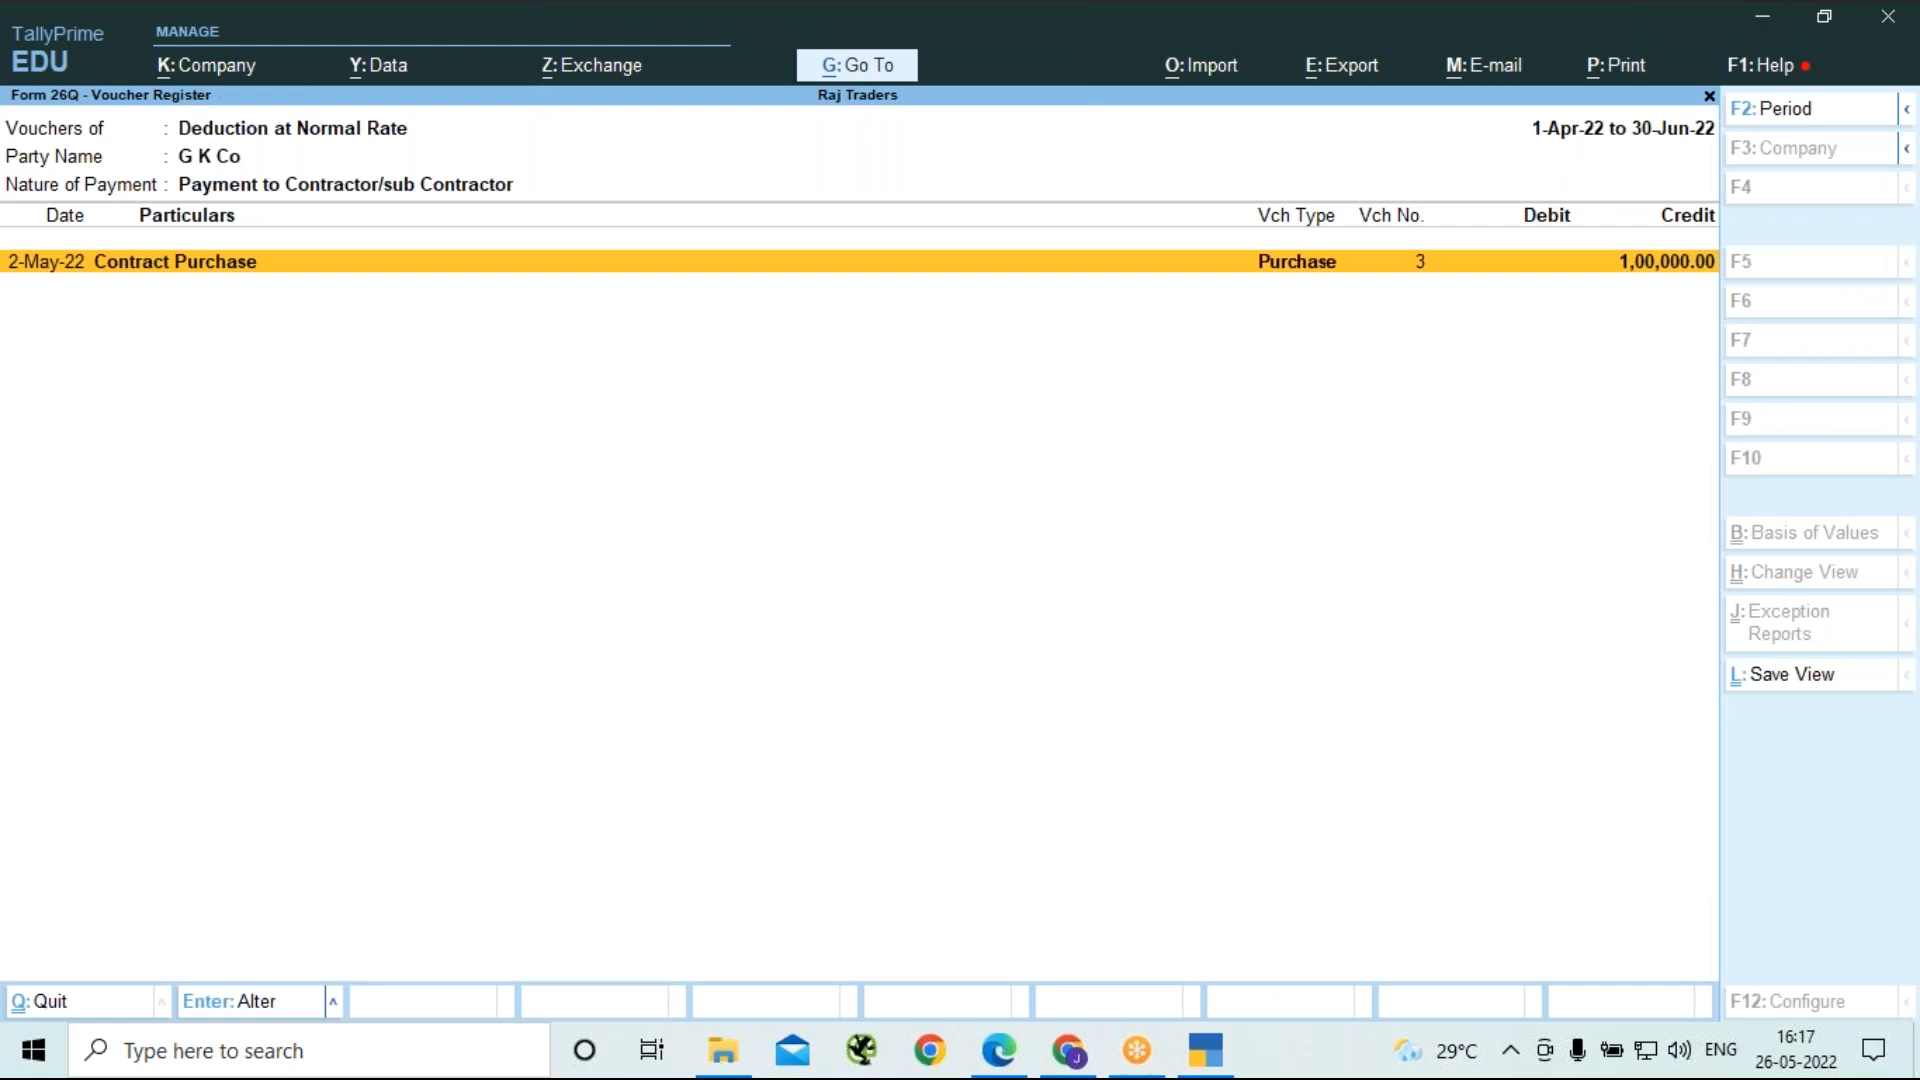 TallyPrime
EDU
MANAGE
K: Company
Y: Data
Z: Exchange
G: Go To
O: Import
E: Export
M: E-mail
P: Print
F1: Help
Form 26Q - Voucher Register
Raj Traders
Vouchers of : Deduction at Normal Rate
1-Apr-22 to 30-Jun-22
Party Name : G K Co
Nature of Payment : Payment to Contractor/sub Contractor
Date Particulars Vch Type Vch No. Debit Credit
2-May-22 Contract Purchase Purchase 3 1,00,000.00
F2: Period
F3: Company
F4
F5
F6
F7
F8
F9
F10
B: Basis of Values
H: Change View
J: Exception
Reports
L: Save View
F12: Configure
Q: Quit
Enter: Alter
Type here to search
29°C
ENG
16:17
26-05-2022